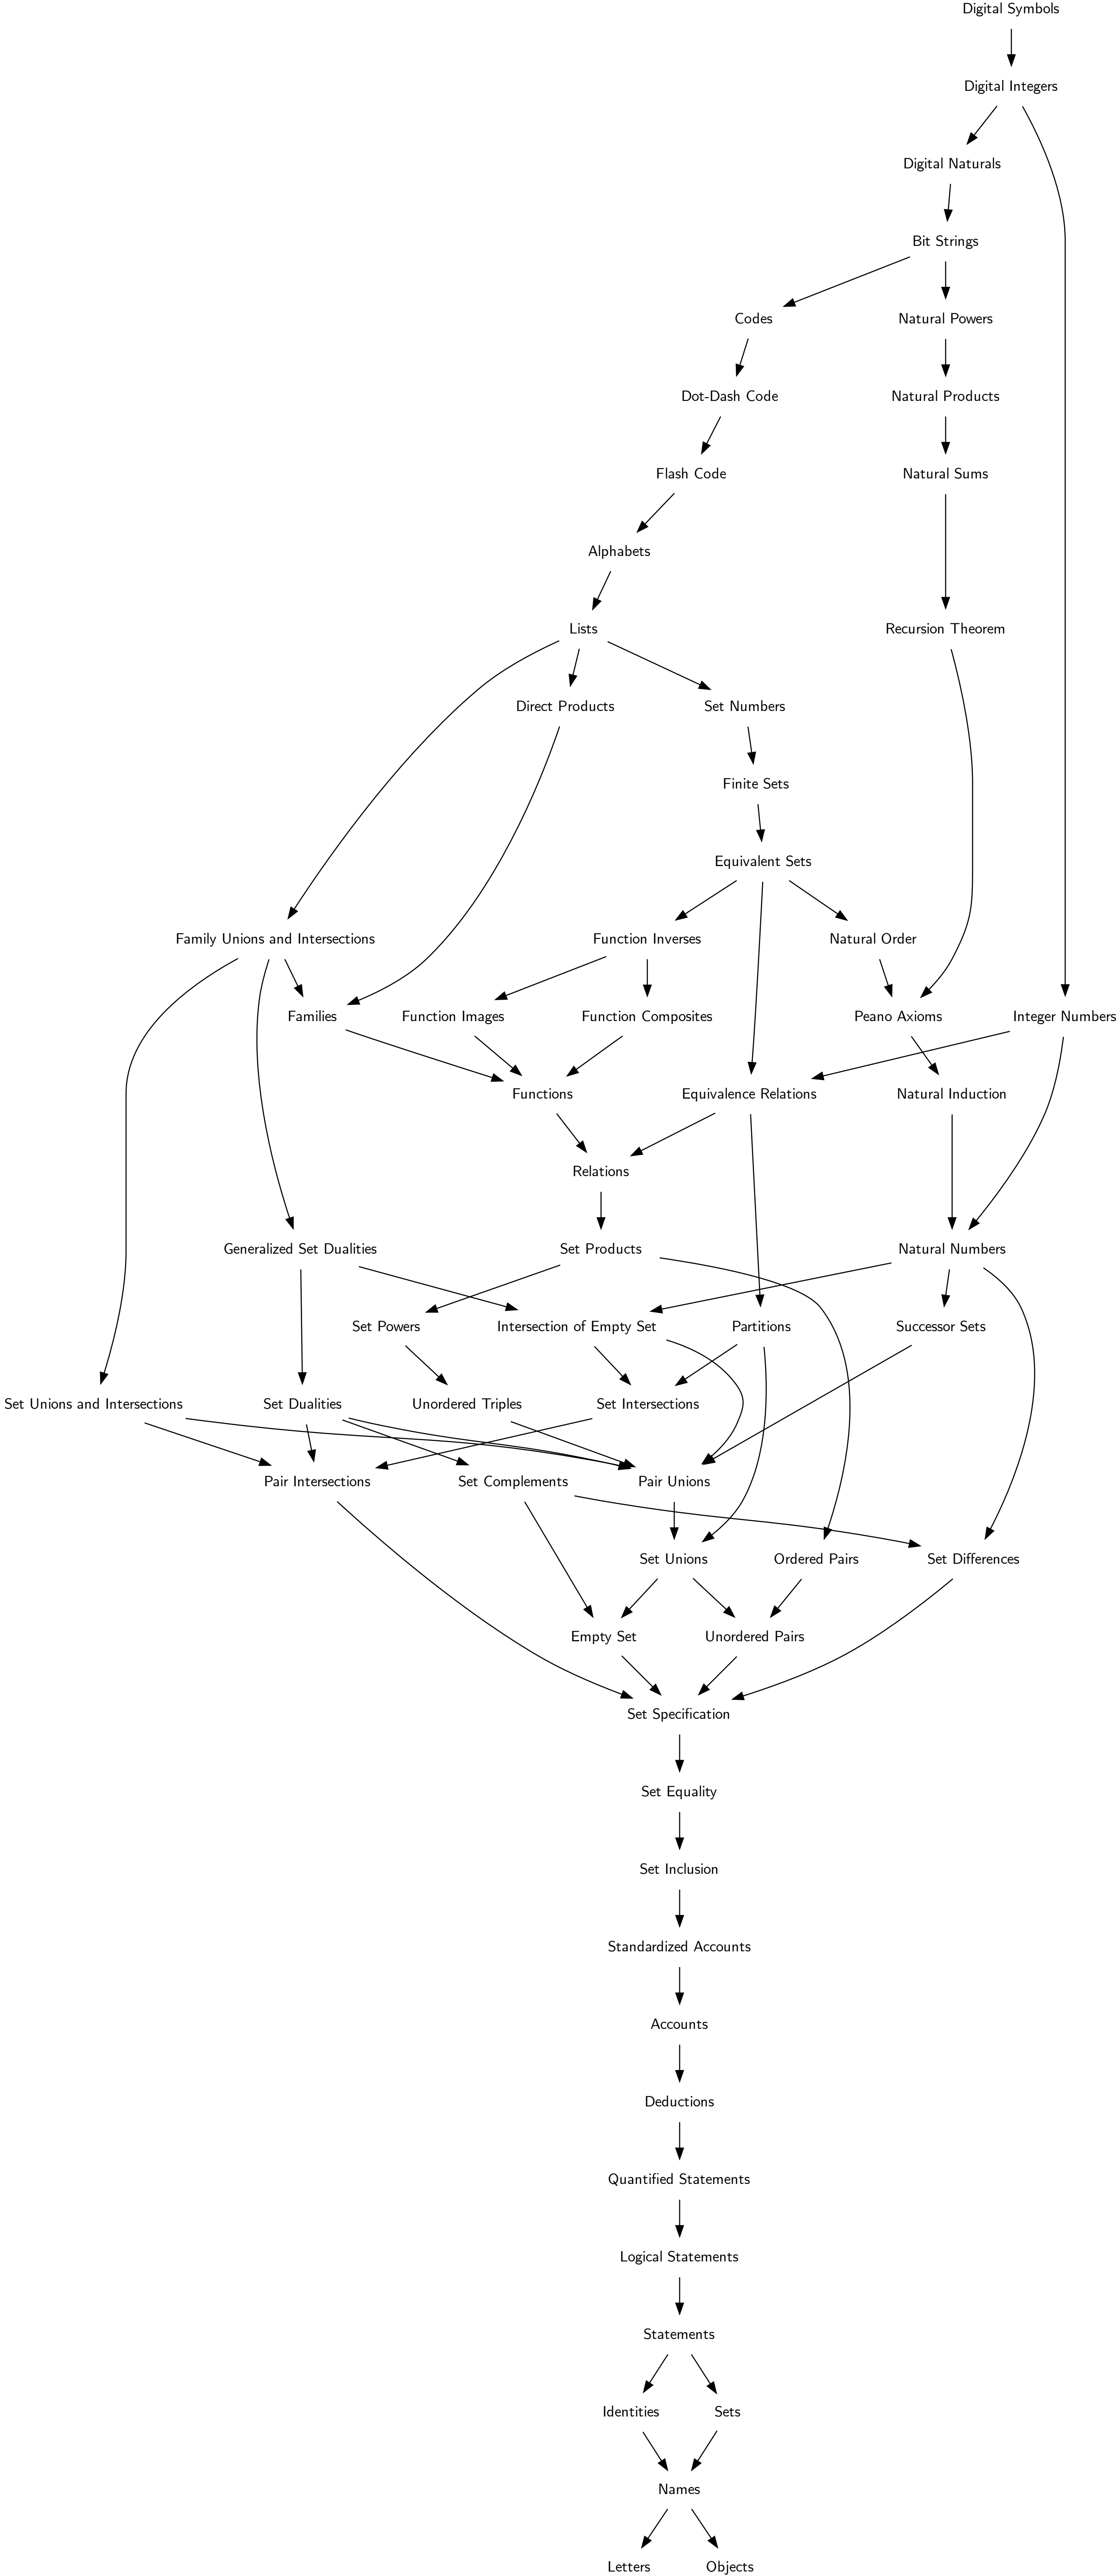 Digital Symbols
Digital Integers
Digital Naturals
Bit Strings
Codes
Natural Powers
Dot-Dash Code
Natural Products
Flash Code
Natural Sums
Alphabets
Lists
Recursion Theorem
Direct Products
Set Numbers
Finite Sets
Equivalent Sets
Family Unions and Intersections
Function Inverses
Natural Order
Families
Function Images
Function Composites
Peano Axioms
Integer Numbers
Functions
Equivalence Relations
Natural Induction
Relations
Generalized Set Dualities
Set Products
Natural Numbers
Set Powers
Intersection of Empty Set
Partitions
Successor Sets
Set Unions and Intersections
Set Dualities
Unordered Triples
Set Intersections
Pair Intersections
Set Complements
Pair Unions
Set Unions
Ordered Pairs
Set Differences
Empty Set
Unordered Pairs
Set Specification
Set Equality
Set Inclusion
Standardized Accounts
Accounts
Deductions
Quantified Statements
Logical Statements
Statements
Identities
Sets
Names
Letters
Objects